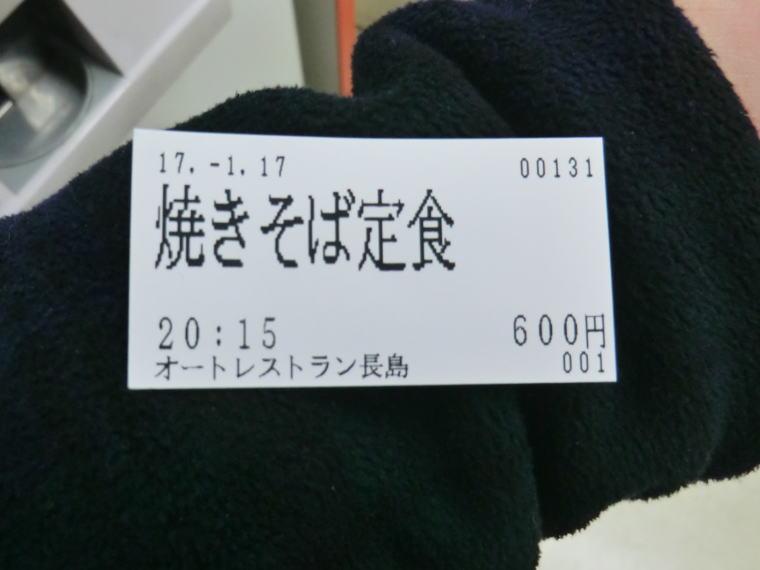 17.-1.17 00131
焼きそば定食
20:15 600円
オートレストラン長島 001